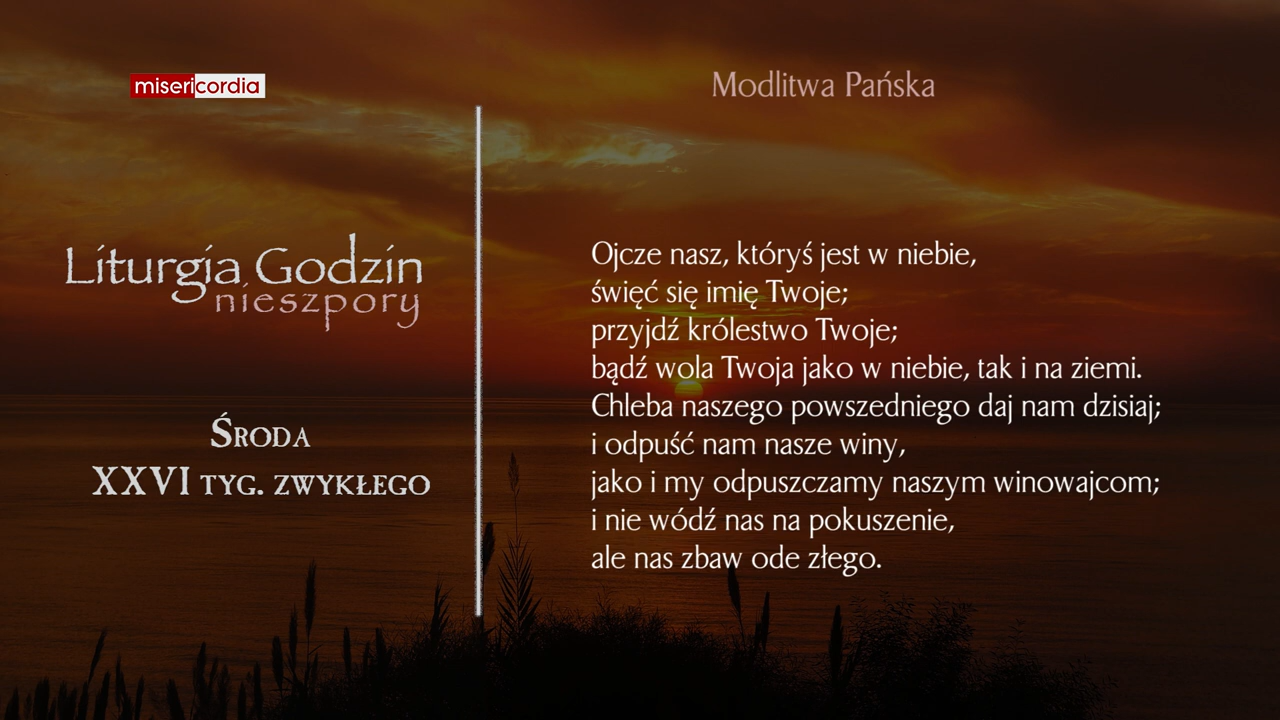 misericordia
Liturgia Godzin
nieszpory
Środa
XXVI tyg. zwykłego
Modlitwa Pańska
Ojcze nasz, któryś jest w niebie,
święć się imię Twoje;
przyjdź królestwo Twoje;
bądź wola Twoja jako w niebie, tak i na ziemi.
Chleba naszego powszedniego daj nam dzisiaj;
i odpuść nam nasze winy,
jako i my odpuszczamy naszym winowajcom;
i nie wódź nas na pokuszenie,
ale nas zbaw ode złego.